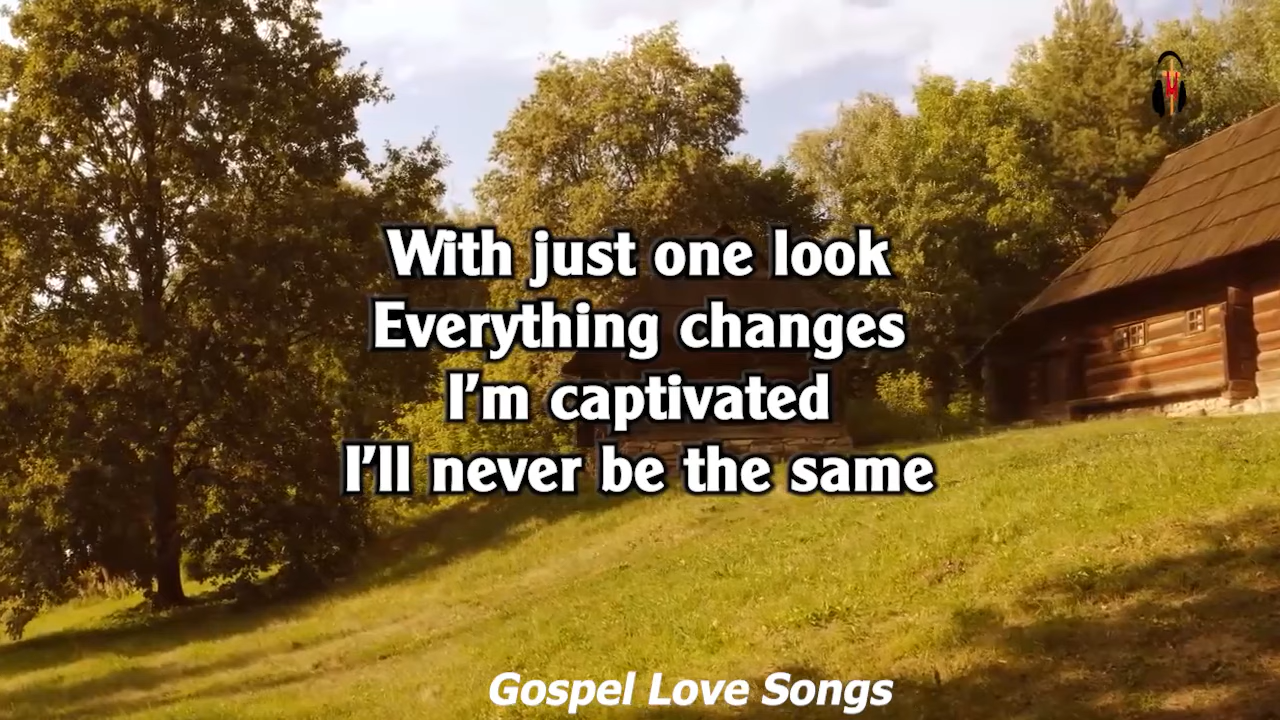 With just one look
Everything changes
I'm captivated
I'll never be the same
Gospel Love Songs